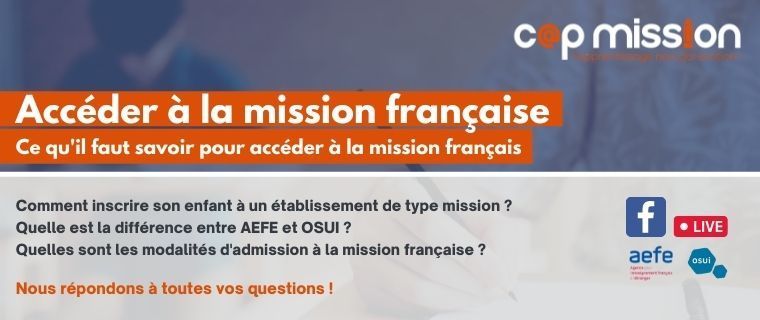 c@p mission
Accéder à la mission française
Ce qu'il faut savoir pour accéder à la mission français
Comment inscrire son enfant à un établissement de type mission ?
Quelle est la différence entre AEFE et OSUI ?
Quelles sont les modalités d'admission à la mission française ?
Nous répondons à toutes vos questions !
f
LIVE
aefe
Agence pour
l'enseignement français
à l'étranger
osui